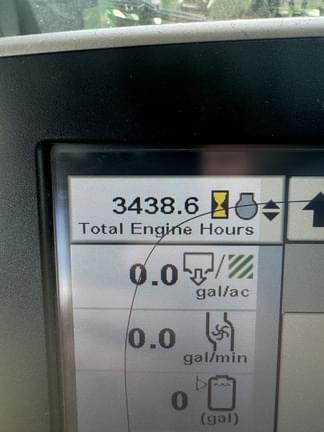 3438.6
Total Engine Hours
0.0
gal/ac
0.0
gal/min
0
(gal)